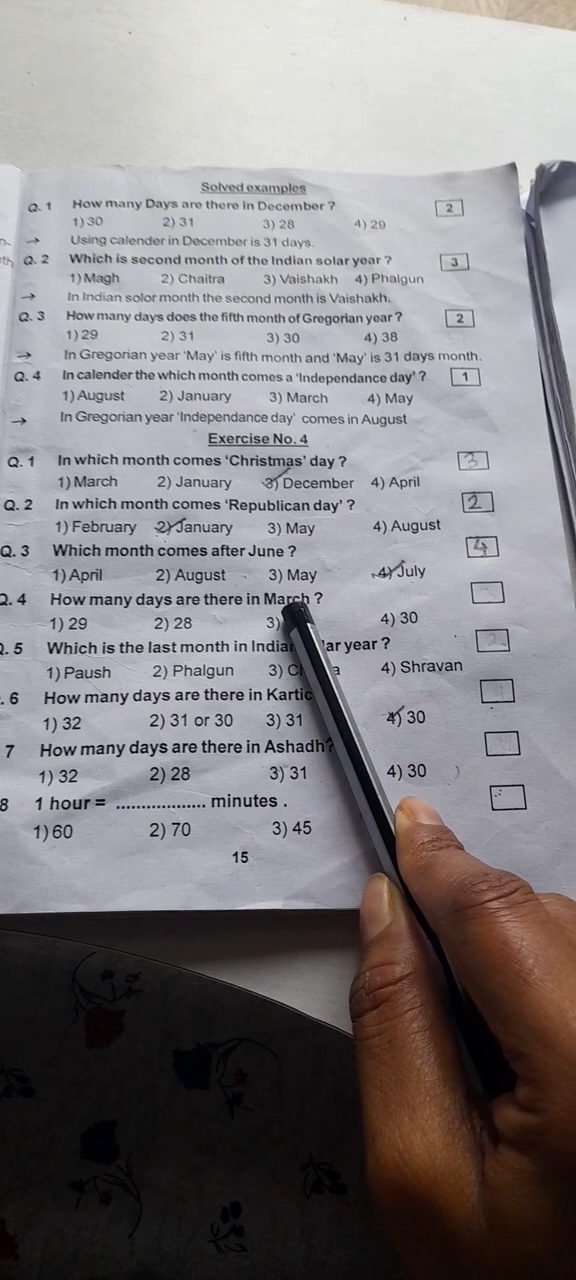 Solved examples
Q. 1 How many Days are there in December ? 2
1) 30 2) 31 3) 28 4) 29
→ Using calender in December is 31 days.
Q. 2 Which is second month of the Indian solar year ? 3
1) Magh 2) Chaitra 3) Vaishakh 4) Phalgun
→ In Indian solor month the second month is Vaishakh.
Q. 3 How many days does the fifth month of Gregorian year ? 2
1) 29 2) 31 3) 30 4) 38
→ In Gregorian year 'May' is fifth month and 'May' is 31 days month.
Q. 4 In calender the which month comes a 'Independance day' ? 1
1) August 2) January 3) March 4) May
→ In Gregorian year 'Independance day' comes in August
Exercise No. 4
Q. 1 In which month comes 'Christmas' day ? 3
1) March 2) January 3) December 4) April
Q. 2 In which month comes 'Republican day' ? 2
1) February 2) January 3) May 4) August
Q. 3 Which month comes after June ? 4
1) April 2) August 3) May 4) July
Q. 4 How many days are there in March ?
1) 29 2) 28 3) 4) 30
. 5 Which is the last month in Indian year ?
1) Paush 2) Phalgun 3) 4) Shravan
. 6 How many days are there in
1) 32 2) 31 or 30 3) 31 4) 30
7 How many days are there in Ashadh?
1) 32 2) 28 3) 31 4) 30
8 1 hour = .................. minutes .
1) 60 2) 70 3) 45
15